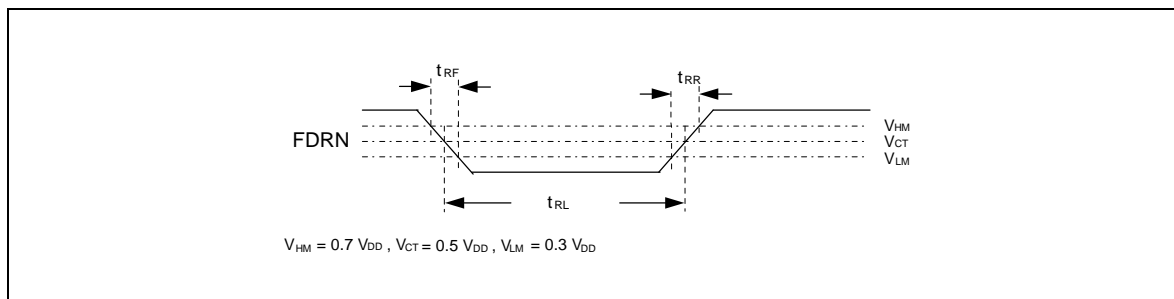 tRF tRR
VHM
FDRN VCT
VLM
tRL
VHM = 0.7 VDD , VCT = 0.5 VDD , VLM = 0.3 VDD